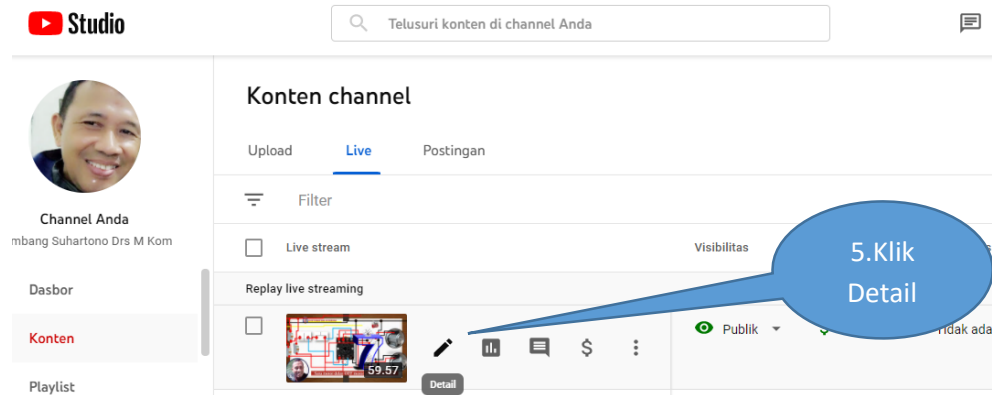 Studio
Telusuri konten di channel Anda
Konten channel
Upload Live Postingan
Filter
Channel Anda
mbang Suhartono Drs M Kom
Live stream Visibilitas
5.Klik
Detail
Dasbor
Replay live streaming
Konten
Publik
Tidak ada
7
59.57
Detail
Playlist